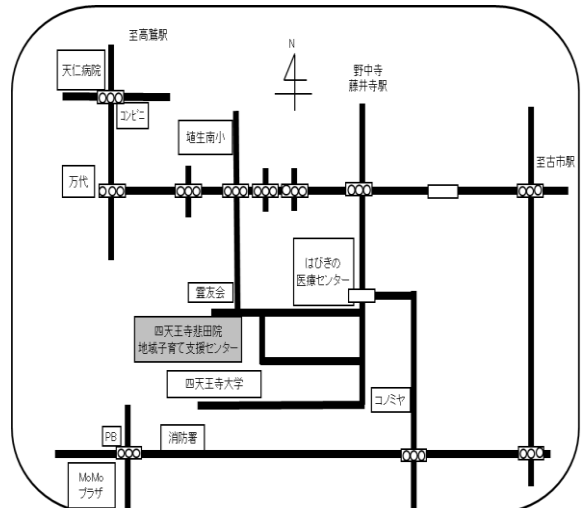 至高鷲駅
天仁病院
N
野中寺
藤井寺駅
コンビニ
埴生南小
至古市駅
万代
はびきの
医療センター
霊友会
四天王寺悲田院
地域子育て支援センター
四天王寺大学
コノミヤ
PB
消防署
MoMo
プラザ